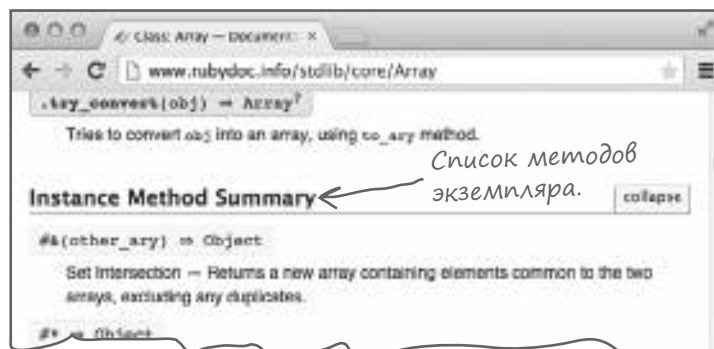 Class: Array — Document
www.rubydoc.info/stdlib/core/Array
.try_convert(obj) ⇒ Array?
Tries to convert obj into an array, using to_ary method.
Список методов
экземпляра.
Instance Method Summary
collapse
#&(other_ary) ⇒ Object
Set Intersection — Returns a new array containing elements common to the two
arrays, excluding any duplicates.
#* ⇒ Object